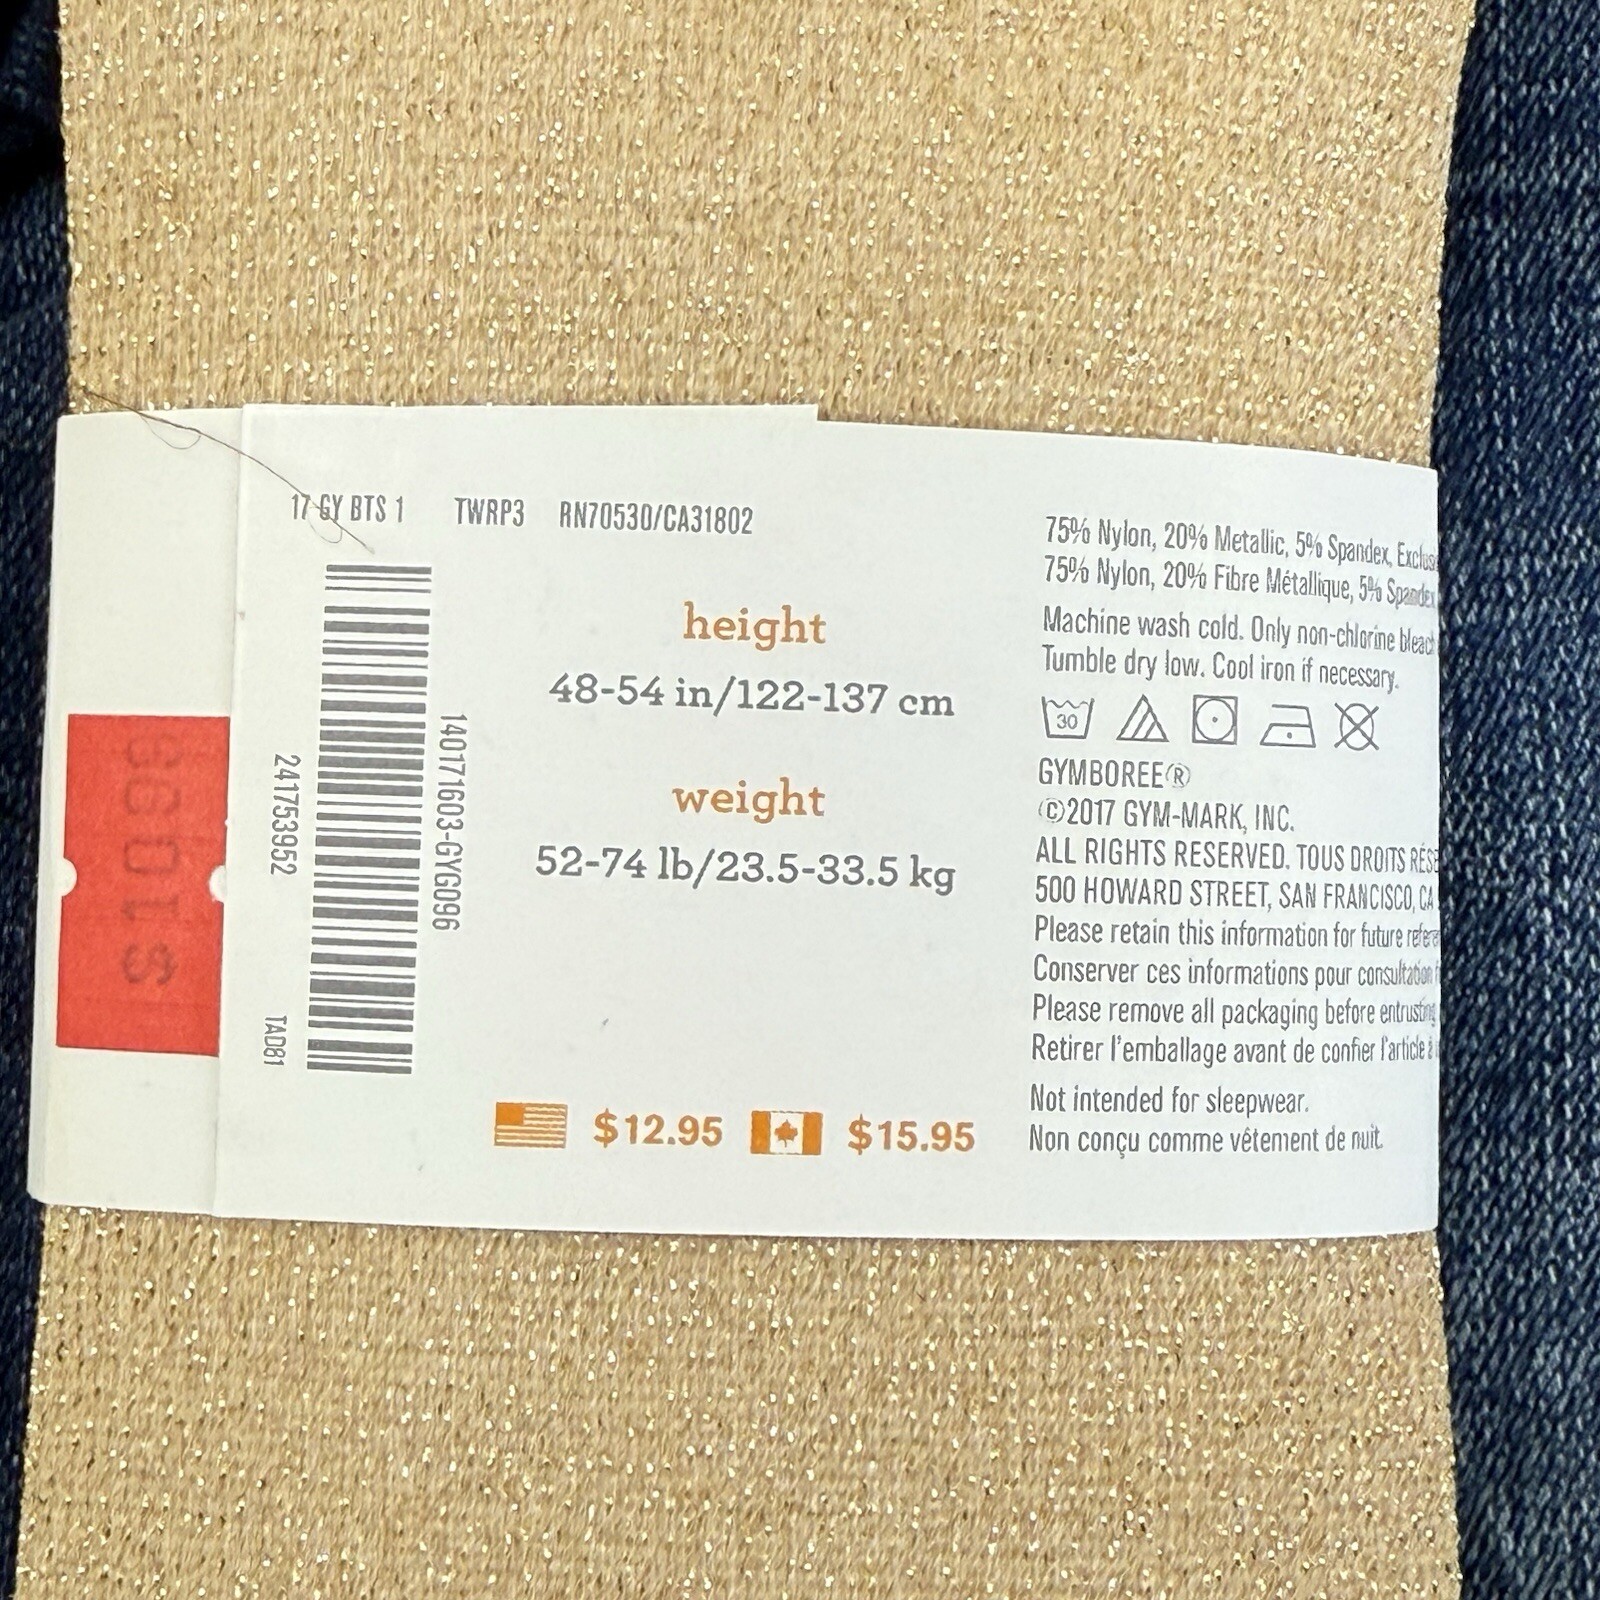 17 GY BTS 1 TWRP3 RN70530/CA31802
140171603-GYG096
241753952
TAD81
height
48-54 in/122-137 cm
weight
52-74 lb/23.5-33.5 kg
$12.95 $15.95
75% Nylon, 20% Metallic, 5% Spandex,
75% Nylon, 20% Fibre Métallique, 5% Spandex
Machine wash cold. Only non-chlorine
Tumble dry low. Cool iron if necessary.
30
GYMBOREE®
©2017 GYM-MARK, INC.
ALL RIGHTS RESERVED. TOUS DROITS
500 HOWARD STREET, SAN FRANCISCO, CA
Please retain this information for future
Conserver ces informations pour consultation
Please remove all packaging before
Retirer l'emballage avant de confier l'article à
Not intended for sleepwear.
Non conçu comme vêtement de nuit.